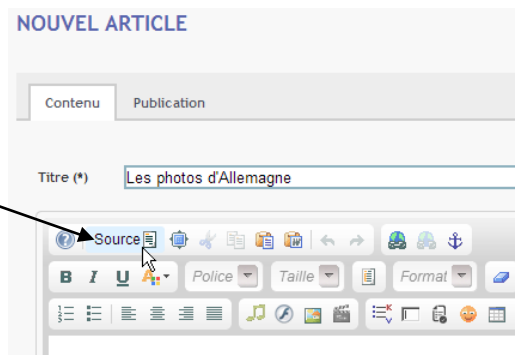 NOUVEL ARTICLE
Contenu Publication
Titre (*) Les photos d'Allemagne
Source
B I U A Police Taille Format